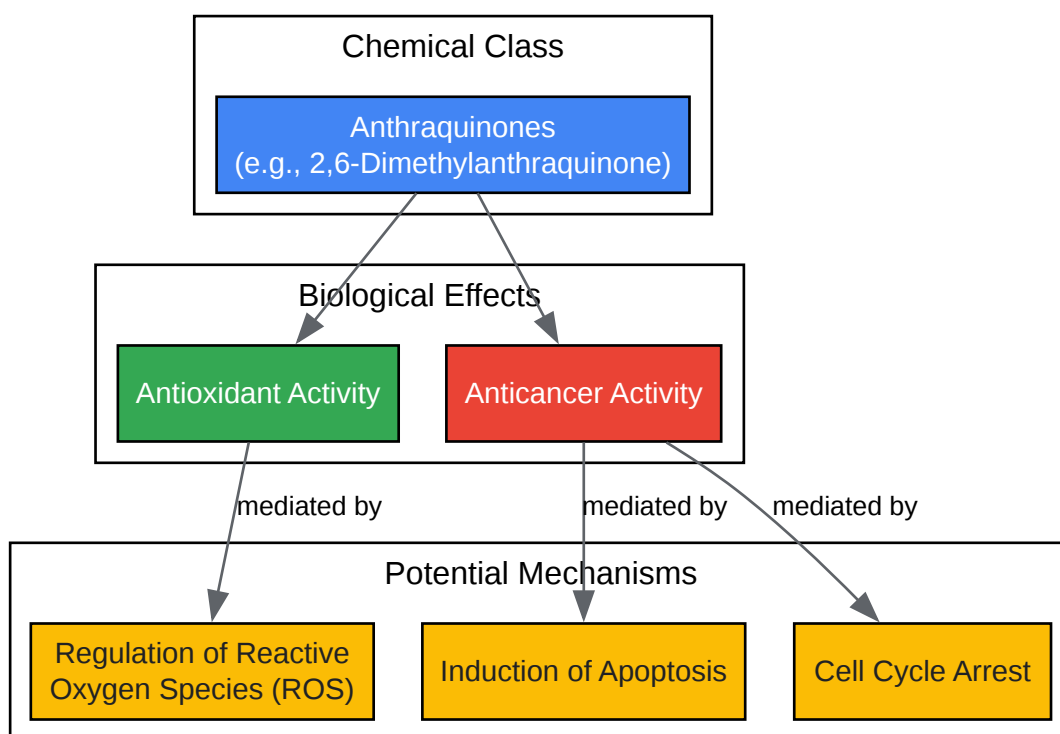 Chemical Class
Anthraquinones
(e.g., 2,6-Dimethylanthraquinone)
Biological Effects
Antioxidant Activity
Anticancer Activity
mediated by
mediated by
mediated by
Potential Mechanisms
Regulation of Reactive
Oxygen Species (ROS)
Induction of Apoptosis
Cell Cycle Arrest